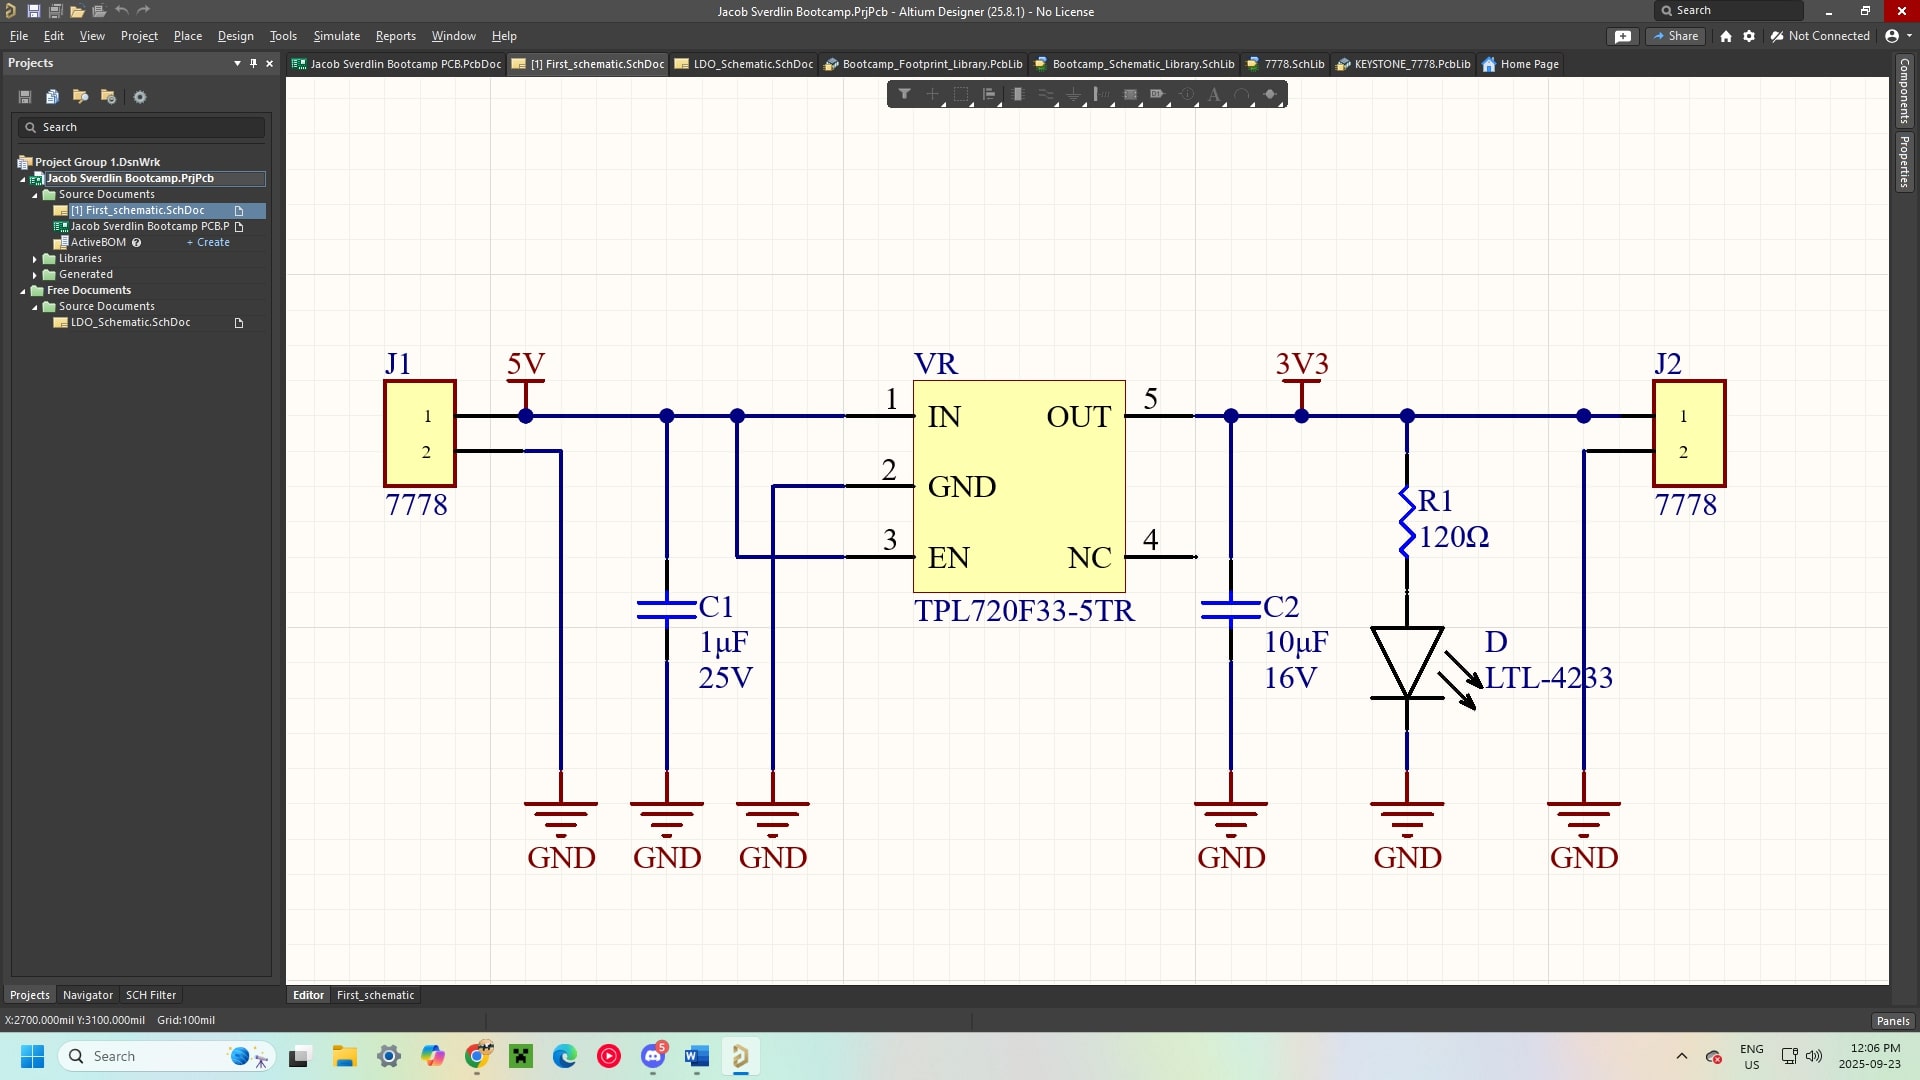 Jacob Sverdlin Bootcamp.PrjPcb - Altium Designer (25.8.1) - No License
Search
File Edit View Project Place Design Tools Simulate Reports Window Help
Share
Not Connected
Projects
Jacob Sverdlin Bootcamp PCB.PcbDoc
[1] First_schematic.SchDoc
LDO_Schematic.SchDoc
Bootcamp_Footprint_Library.PcbLib
Bootcamp_Schematic_Library.SchLib
7778.SchLib
KEYSTONE_7778.PcbLib
Home Page
Components
Properties
Search
Project Group 1.DsnWrk
Jacob Sverdlin Bootcamp.PrjPcb
Source Documents
[1] First_schematic.SchDoc
Jacob Sverdlin Bootcamp PCB.P
ActiveBOM + Create
Libraries
Generated
Free Documents
Source Documents
LDO_Schematic.SchDoc
J1
1
2
7778
5V
C1
1µF
25V
VR
1
2
3
5
4
IN
GND
EN
OUT
NC
TPL720F33-5TR
3V3
C2
10µF
16V
R1
120Ω
D
LTL-4233
J2
1
2
7778
GND
GND
GND
GND
GND
GND
Projects Navigator SCH Filter
Editor First_schematic
X:2700.000mil Y:3100.000mil Grid:100mil
Panels
Search
5
ENG
US
12:06 PM
2025-09-23